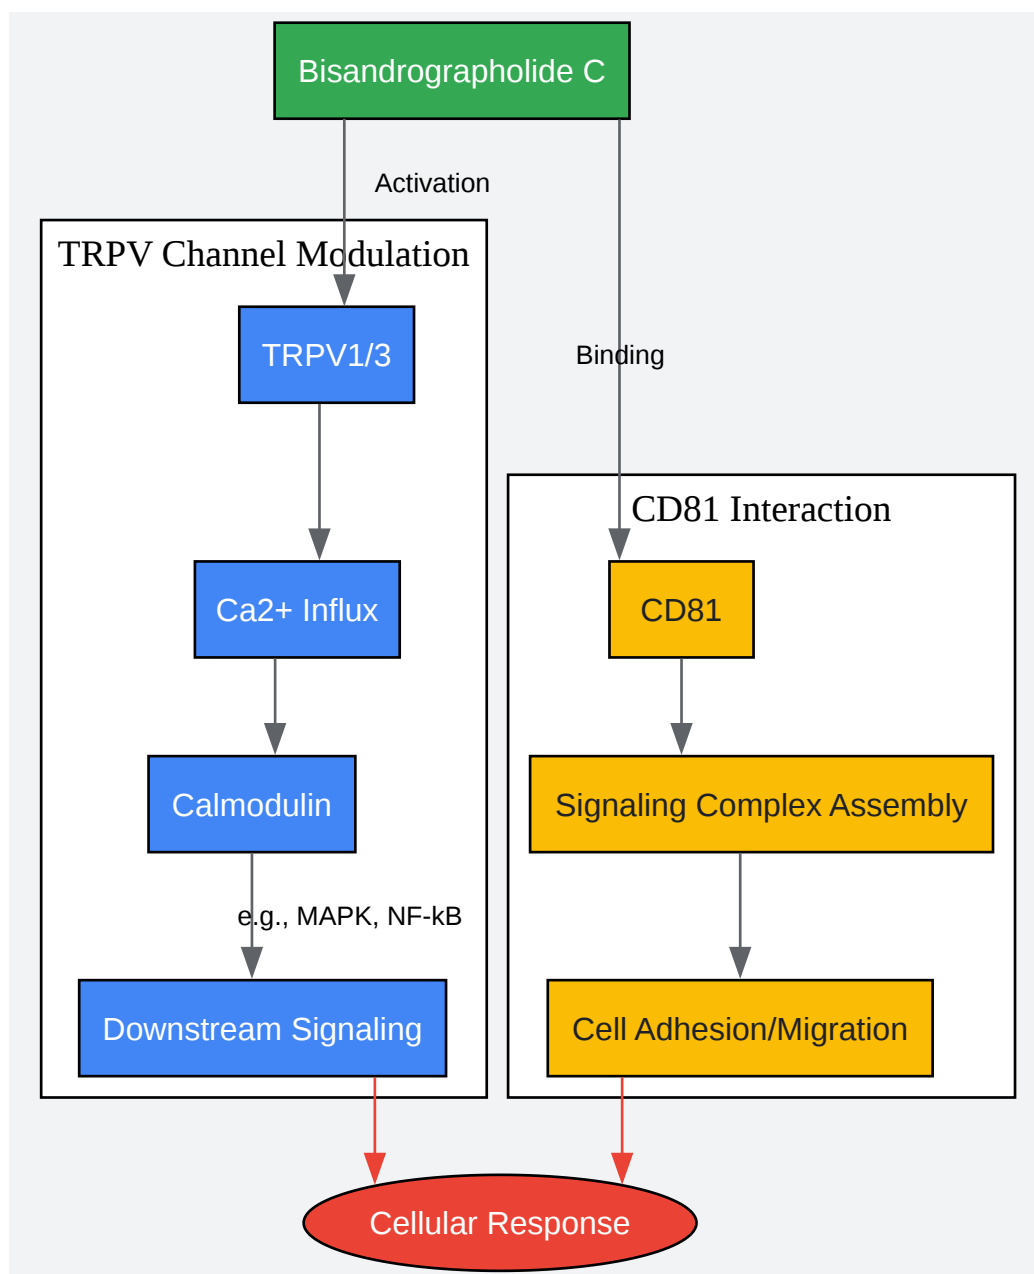 Bisandrographolide C
Activation
TRPV Channel Modulation
TRPV1/3
Binding
CD81 Interaction
Ca2+ Influx
CD81
Calmodulin
Signaling Complex Assembly
e.g., MAPK, NF-kB
Downstream Signaling
Cell Adhesion/Migration
Cellular Response